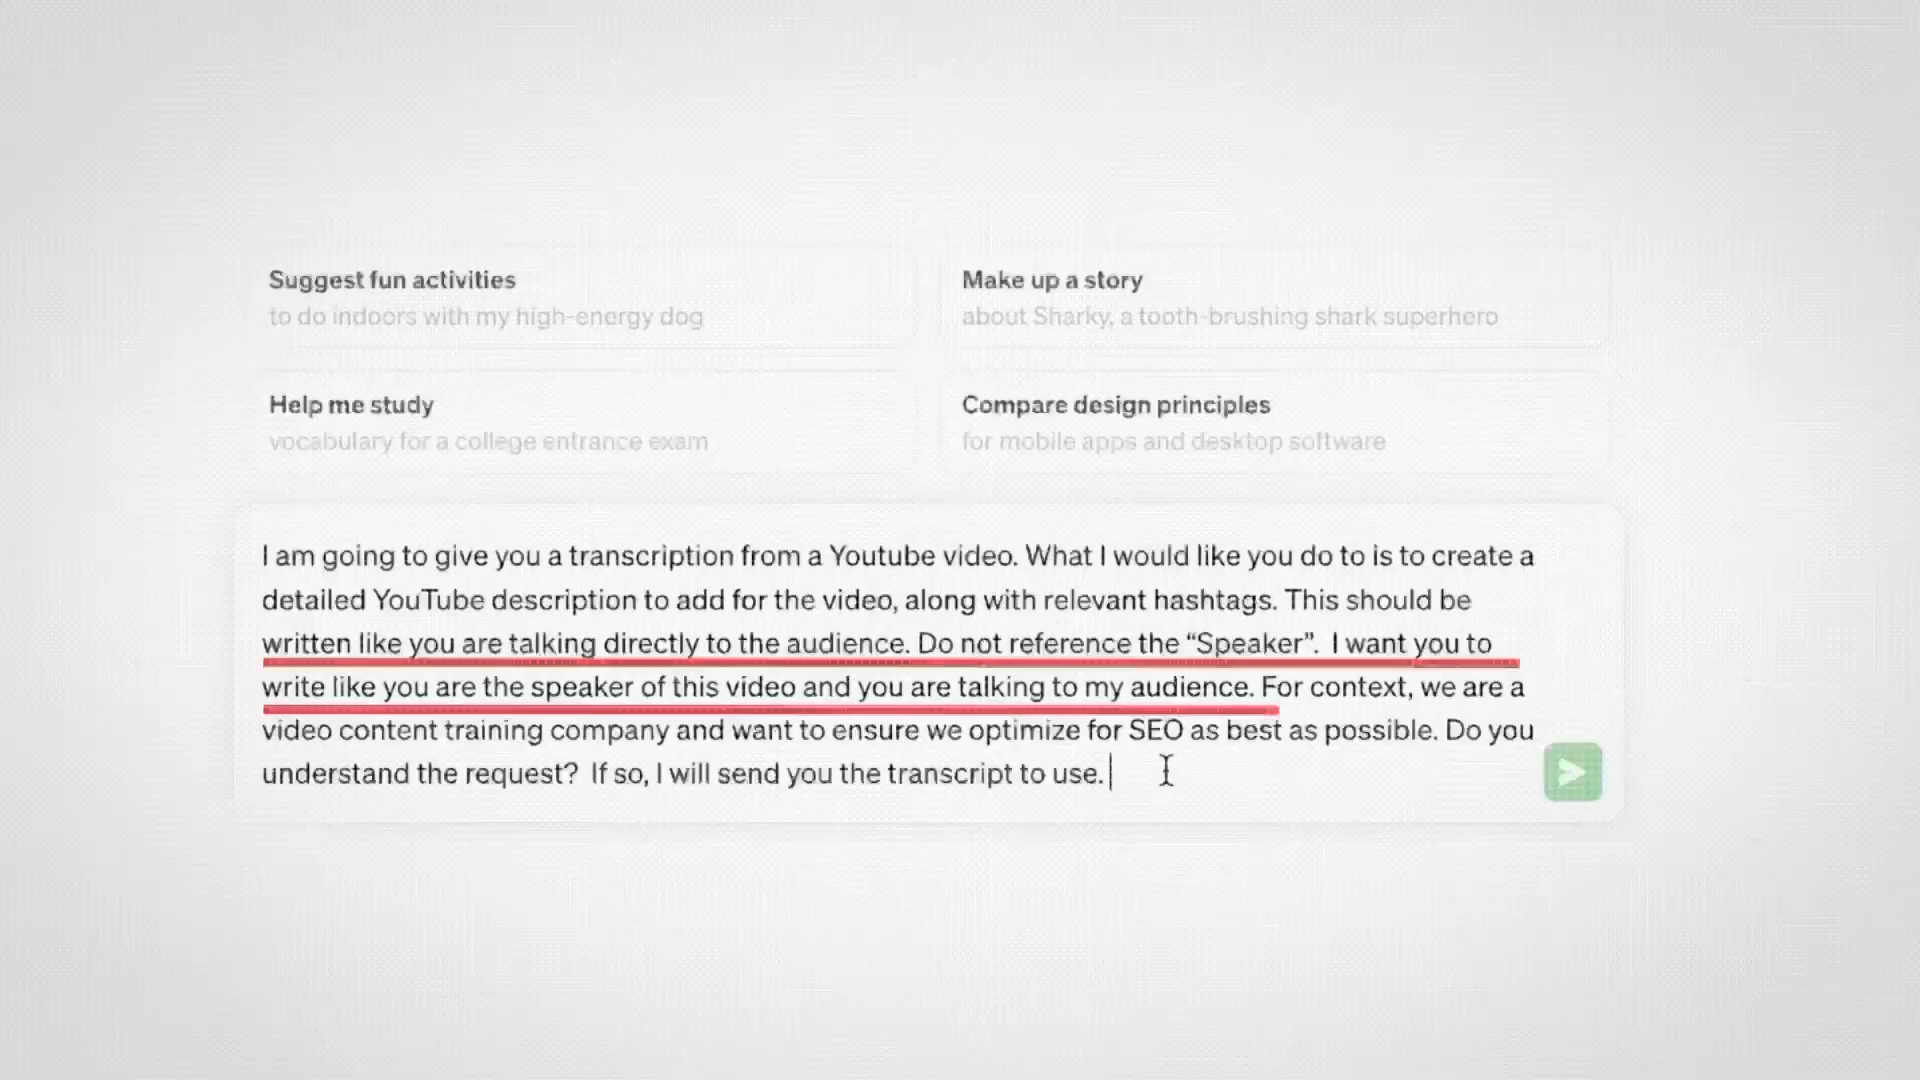 Suggest fun activities
to do indoors with my high-energy dog
Make up a story
about Sharky, a tooth-brushing shark superhero
Help me study
vocabulary for a college entrance exam
Compare design principles
for mobile apps and desktop software
I am going to give you a transcription from a Youtube video. What I would like you do to is to create a
detailed YouTube description to add for the video, along with relevant hashtags. This should be
written like you are talking directly to the audience. Do not reference the “Speaker”.  I want you to
write like you are the speaker of this video and you are talking to my audience. For context, we are a
video content training company and want to ensure we optimize for SEO as best as possible. Do you
understand the request?  If so, I will send you the transcript to use.